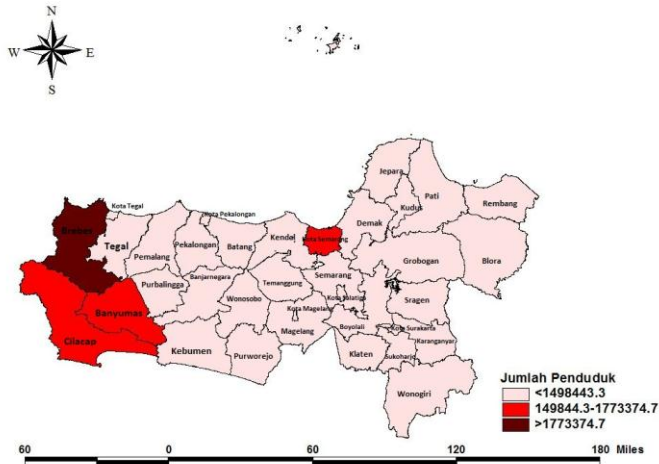 N
W E
S
Jepara
Pati
Rembang
Kudus
Kota Tegal
Kota Pekalongan
Demak
Brebes
Tegal
Pemalang
Pekalongan
Batang
Kendal
Kota Semarang
Grobogan
Blora
Semarang
Banjarnegara
Purbalingga
Wonosobo
Temanggung
Sragen
Kota Salatiga
Banyumas
Kota Magelang
Boyolali
Kota Surakarta
Cilacap
Kebumen
Purworejo
Magelang
Klaten
Sukoharjo
Karanganyar
Wonogiri
Jumlah Penduduk
<1498443.3
149844.3-1773374.7
>1773374.7
60 0 60 120 180 Miles